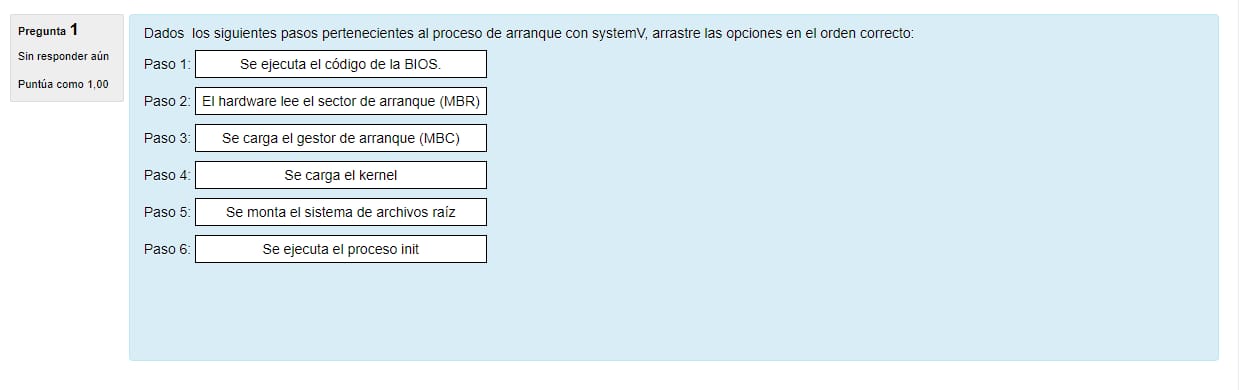 Pregunta 1
Sin responder aún
Puntúa como 1,00
Dados los siguientes pasos pertenecientes al proceso de arranque con systemV, arrastre las opciones en el orden correcto:
Paso 1: Se ejecuta el código de la BIOS.
Paso 2: El hardware lee el sector de arranque (MBR)
Paso 3: Se carga el gestor de arranque (MBC)
Paso 4: Se carga el kernel
Paso 5: Se monta el sistema de archivos raíz
Paso 6: Se ejecuta el proceso init